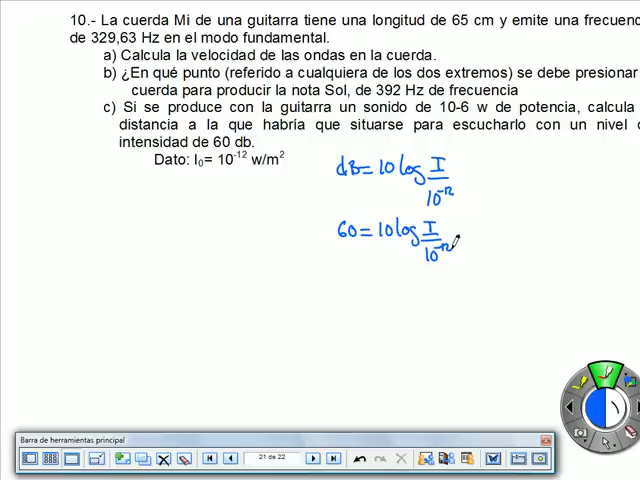 10.- La cuerda Mi de una guitarra tiene una longitud de 65 cm y emite una frecuenc
de 329,63 Hz en el modo fundamental.
a) Calcula la velocidad de las ondas en la cuerda.
b) ¿En qué punto (referido a cualquiera de los dos extremos) se debe presionar
cuerda para producir la nota Sol, de 392 Hz de frecuencia
c) Si se produce con la guitarra un sonido de 10-6 w de potencia, calcula
distancia a la que habría que situarse para escucharlo con un nivel d
intensidad de 60 db.
Dato: I₀= 10⁻¹² w/m²
dB= 10 log I/10⁻¹²
60 = 10 log I/10⁻¹²
Barra de herramientas principal
21 de 22